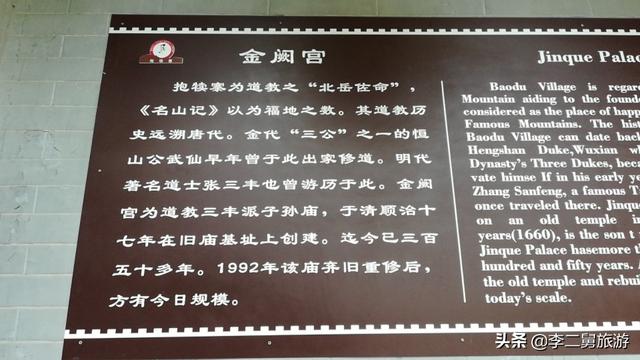 金阙宫
抱犊寨为道教之“北岳佐命”，
《名山记》以为福地之数。其道教历
史远溯唐代。金代“三公”之一的恒
山公武仙早年曾于此出家修道。明代
著名道士张三丰也曾游历于此。金阙
宫为道教三丰派子孙庙，于清顺治十
七年在旧庙基址上创建。迄今已三百
五十多年。1992年该庙弃旧重修后，
方有今日规模。
Jinque Palac
Baodu Village is regar
Mountain aiding to the found
considered as the place of happ
Famous Mountains. The hist
Baodu Village can date back
Hengshan Duke,Wuxian wh
Dynasty's Three Dukes, beca
vate himse If in his early yea
Zhang Sanfeng, a famous T
once traveled there. Jinqu
on an old temple in
years(1660), is the son t p
Jinque Palace hasemore th
hundred and fifty years. A
the old temple and rebui
today's scale.
头条 @李二舅旅游